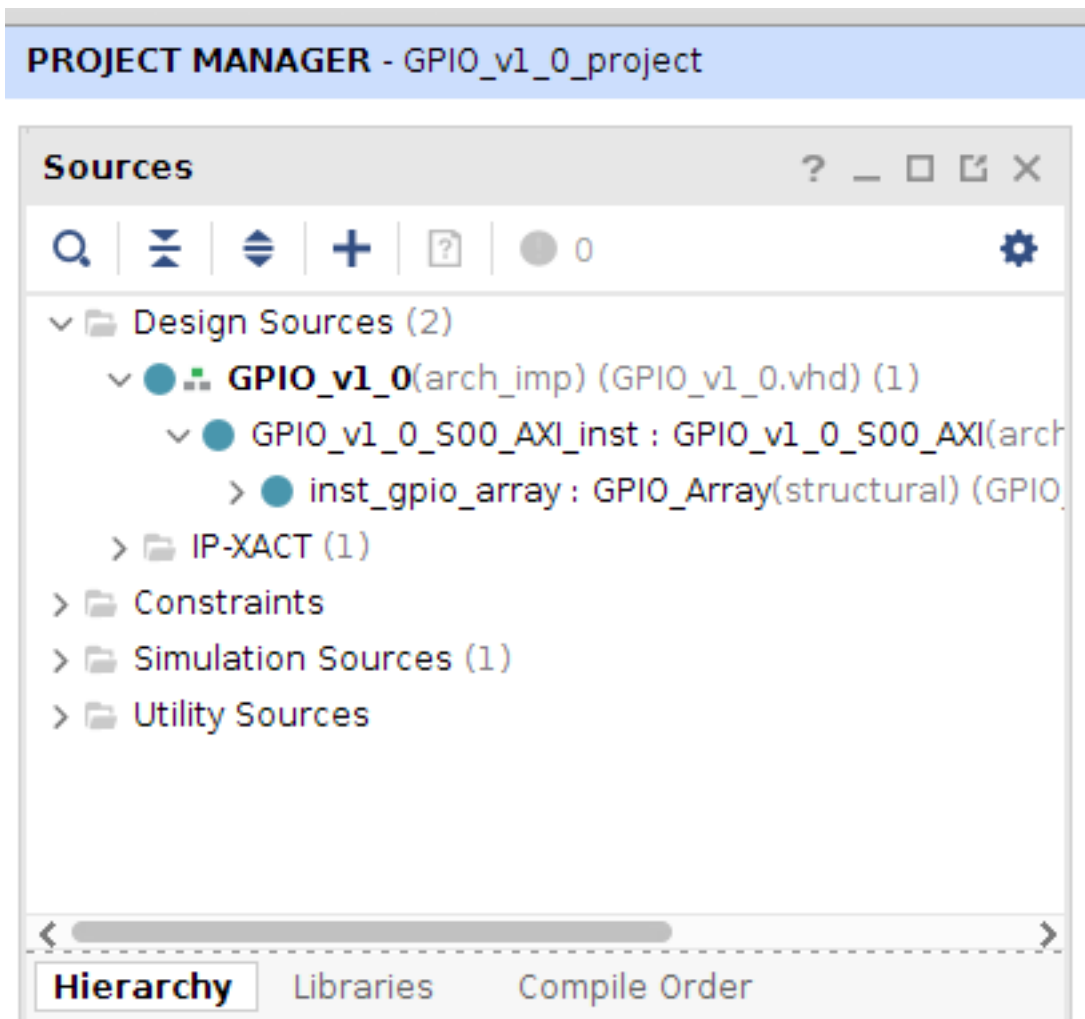 PROJECT MANAGER - GPIO_v1_0_project
Sources ?
? 0
Design Sources (2)
GPIO_v1_0(arch_imp) (GPIO_v1_0.vhd) (1)
GPIO_v1_0_S00_AXI_inst : GPIO_v1_0_S00_AXI(arch
inst_gpio_array : GPIO_Array(structural) (GPIO_
IP-XACT (1)
Constraints
Simulation Sources (1)
Utility Sources
Hierarchy Libraries Compile Order